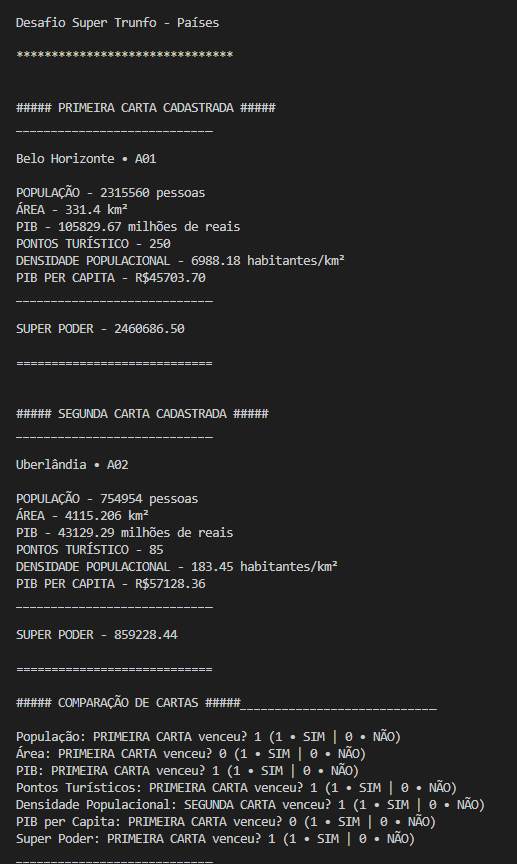 Desafio Super Trunfo - Países
*******************************
##### PRIMEIRA CARTA CADASTRADA #####
____________________________
Belo Horizonte • A01
POPULAÇÃO - 2315560 pessoas
ÁREA - 331.4 km²
PIB - 105829.67 milhões de reais
PONTOS TURÍSTICO - 250
DENSIDADE POPULACIONAL - 6988.18 habitantes/km²
PIB PER CAPITA - R$45703.70
____________________________
SUPER PODER - 2460686.50
============================
##### SEGUNDA CARTA CADASTRADA #####
____________________________
Uberlândia • A02
POPULAÇÃO - 754954 pessoas
ÁREA - 4115.206 km²
PIB - 43129.29 milhões de reais
PONTOS TURÍSTICO - 85
DENSIDADE POPULACIONAL - 183.45 habitantes/km²
PIB PER CAPITA - R$57128.36
____________________________
SUPER PODER - 859228.44
============================
##### COMPARAÇÃO DE CARTAS #####____________________________
População: PRIMEIRA CARTA venceu? 1 (1 • SIM | 0 • NÃO)
Área: PRIMEIRA CARTA venceu? 0 (1 • SIM | 0 • NÃO)
PIB: PRIMEIRA CARTA venceu? 1 (1 • SIM | 0 • NÃO)
Pontos Turísticos: PRIMEIRA CARTA venceu? 1 (1 • SIM | 0 • NÃO)
Densidade Populacional: SEGUNDA CARTA venceu? 1 (1 • SIM | 0 • NÃO)
PIB per Capita: PRIMEIRA CARTA venceu? 0 (1 • SIM | 0 • NÃO)
Super Poder: PRIMEIRA CARTA venceu? 1 (1 • SIM | 0 • NÃO)
____________________________